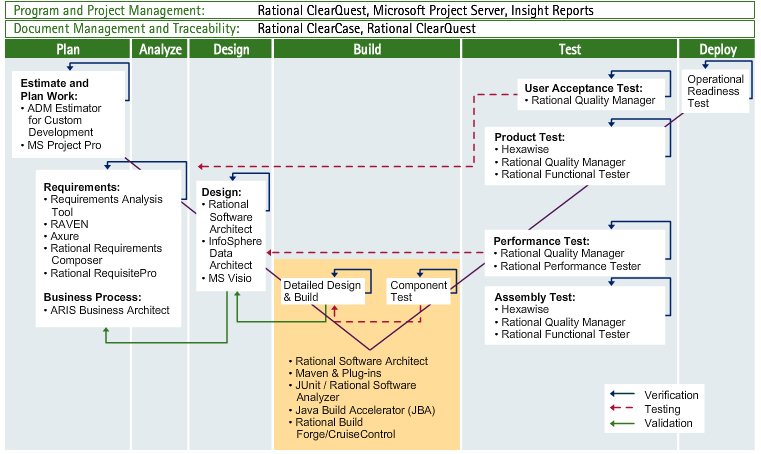 Program and Project Management: Rational ClearQuest, Microsoft Project Server, Insight Reports
Document Management and Traceability: Rational ClearCase, Rational ClearQuest
Plan Analyze Design Build Test Deploy
Estimate and
Plan Work:
• ADM Estimator
for Custom
Development
• MS Project Pro
Requirements:
• Requirements Analysis
Tool
• RAVEN
• Axure
• Rational Requirements
Composer
• Rational RequisitePro
Business Process:
• ARIS Business Architect
Design:
• Rational
Software
Architect
• InfoSphere
Data
Architect
• MS Visio
Detailed Design
& Build
Component
Test
• Rational Software Architect
• Maven & Plug-ins
• JUnit / Rational Software
Analyzer
• Java Build Accelerator (JBA)
• Rational Build
Forge/CruiseControl
User Acceptance Test:
• Rational Quality Manager
Product Test:
• Hexawise
• Rational Quality Manager
• Rational Functional Tester
Performance Test:
• Rational Quality Manager
• Rational Performance Tester
Assembly Test:
• Hexawise
• Rational Quality Manager
• Rational Functional Tester
Operational
Readiness
Test
Verification
Testing
Validation